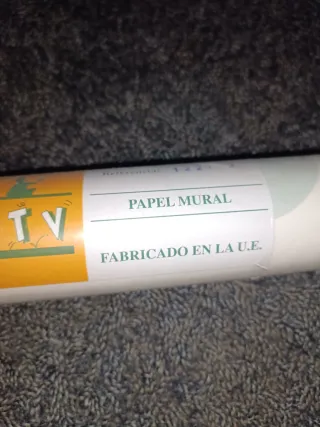 TV
PAPEL MURAL
FABRICADO EN LA U.E.